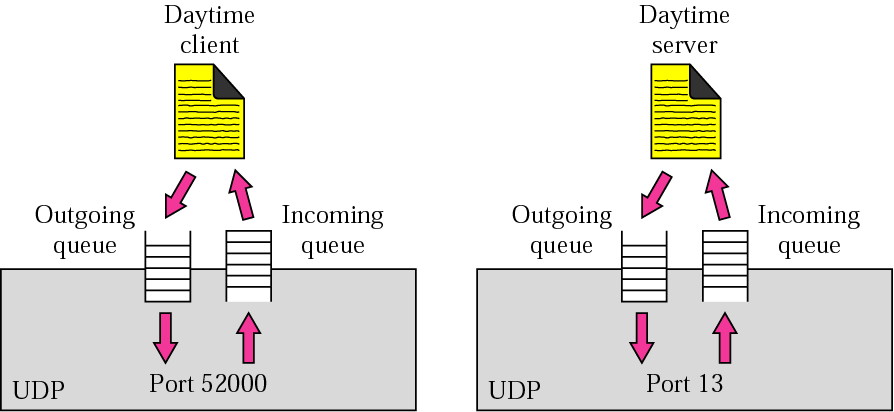 Daytime
client
Outgoing
queue
Incoming
queue
UDP
Port 52000
Daytime
server
Outgoing
queue
Incoming
queue
UDP
Port 13